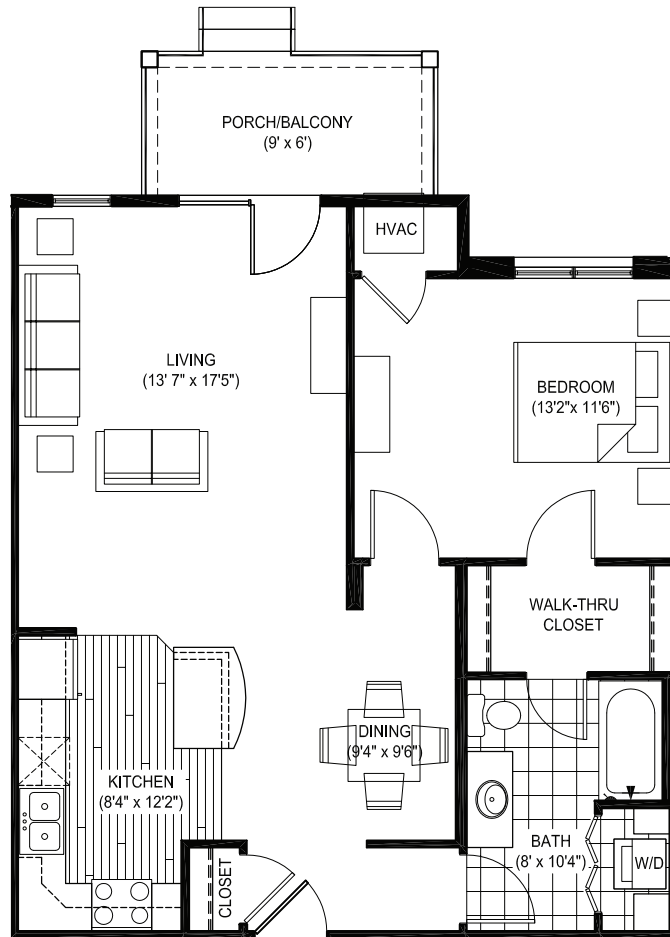 PORCH/BALCONY
(9' x 6')
HVAC
LIVING
(13' 7" x 17'5")
BEDROOM
(13'2"x 11'6")
WALK-THRU
CLOSET
DINING
(9'4" x 9'6")
KITCHEN
(8'4" x 12'2")
BATH
(8' x 10'4")
W/D
CLOSET